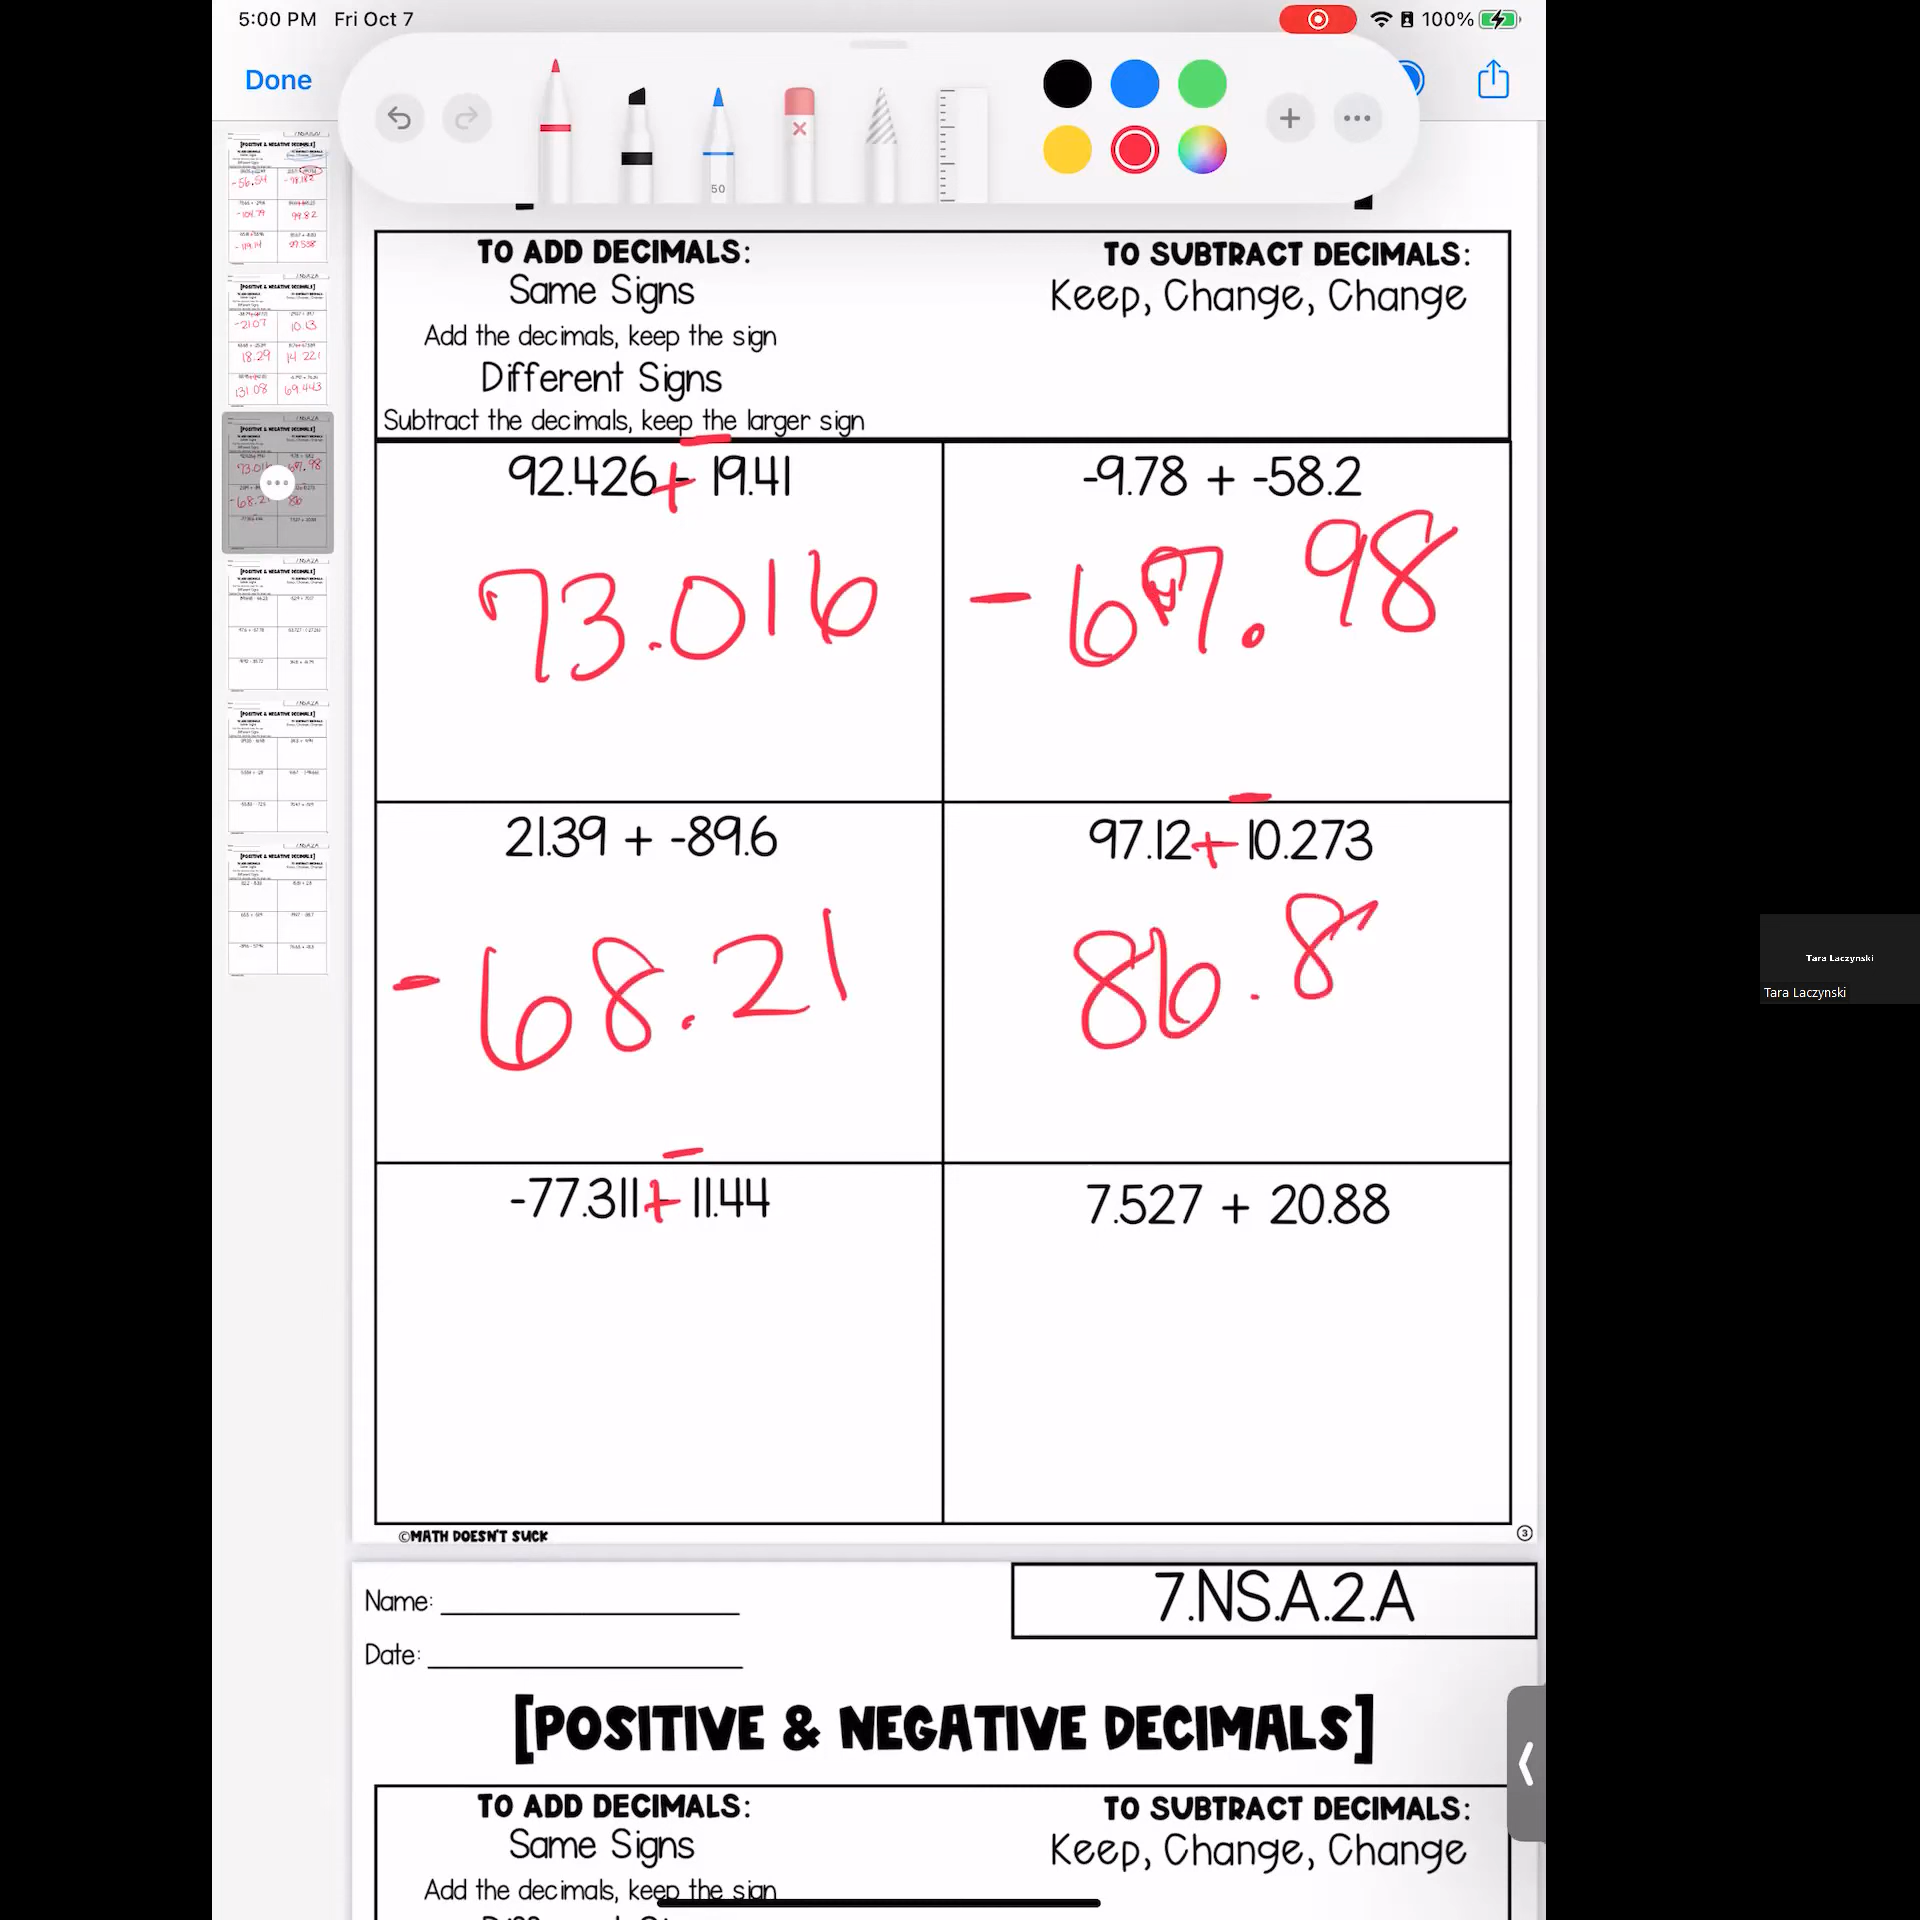 5:00 PM Fri Oct 7
100%
Done
50
TO ADD DECIMALS:
Same Signs
Add the decimals, keep the sign
Different Signs
Subtract the decimals, keep the larger sign
TO SUBTRACT DECIMALS:
Keep, Change, Change
92.426 + 19.41
73.016
-9.78 + -58.2
-67.98
21.39 + -89.6
-68.21
97.12 + 10.273
86.8
-77.311 + 11.44
7.527 + 20.88
©MATH DOESN'T SUCK
3
Name:
Date:
7.NS.A.2.A
[POSITIVE & NEGATIVE DECIMALS]
TO ADD DECIMALS:
Same Signs
Add the decimals, keep the sign
TO SUBTRACT DECIMALS:
Keep, Change, Change
Tara Laczynski
Tara Laczynski